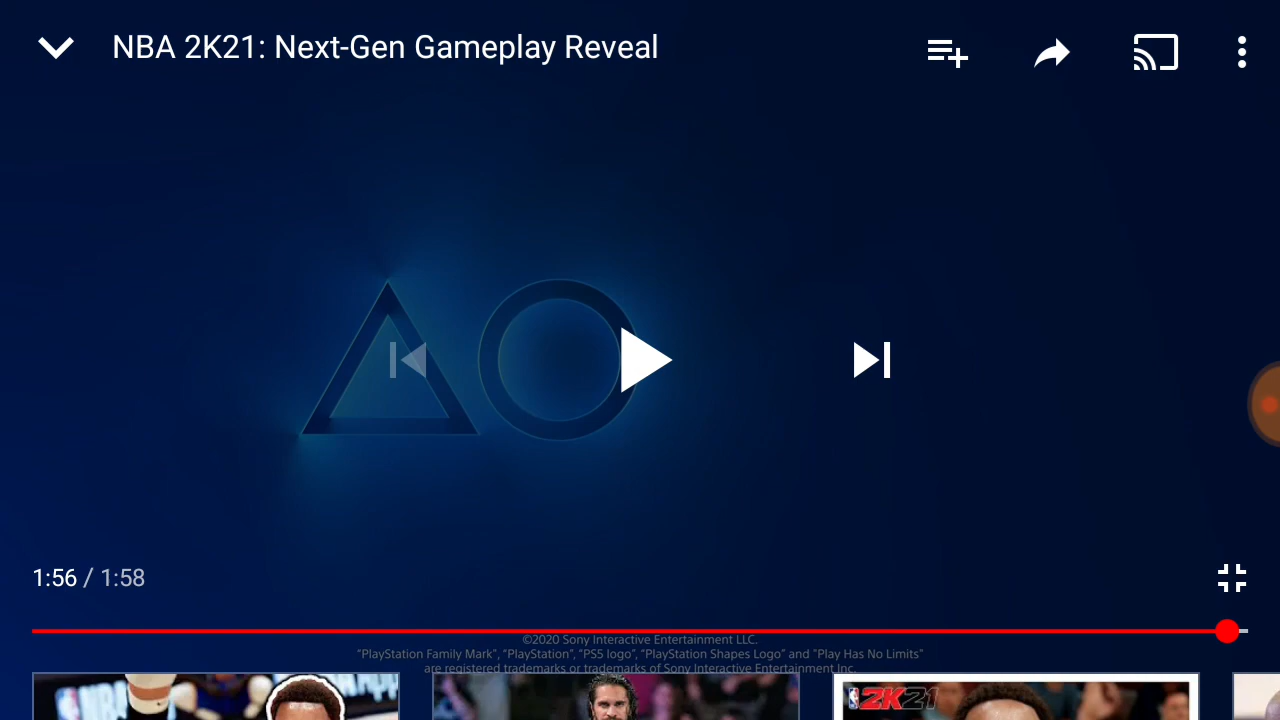 NBA 2K21: Next-Gen Gameplay Reveal
1:56 / 1:58
©2020 Sony Interactive Entertainment LLC.
"PlayStation Family Mark", "PlayStation", "PS5 logo", "PlayStation Shapes Logo" and "Play Has No Limits"
are registered trademarks or trademarks of Sony Interactive Entertainment Inc.
NBA
2K21